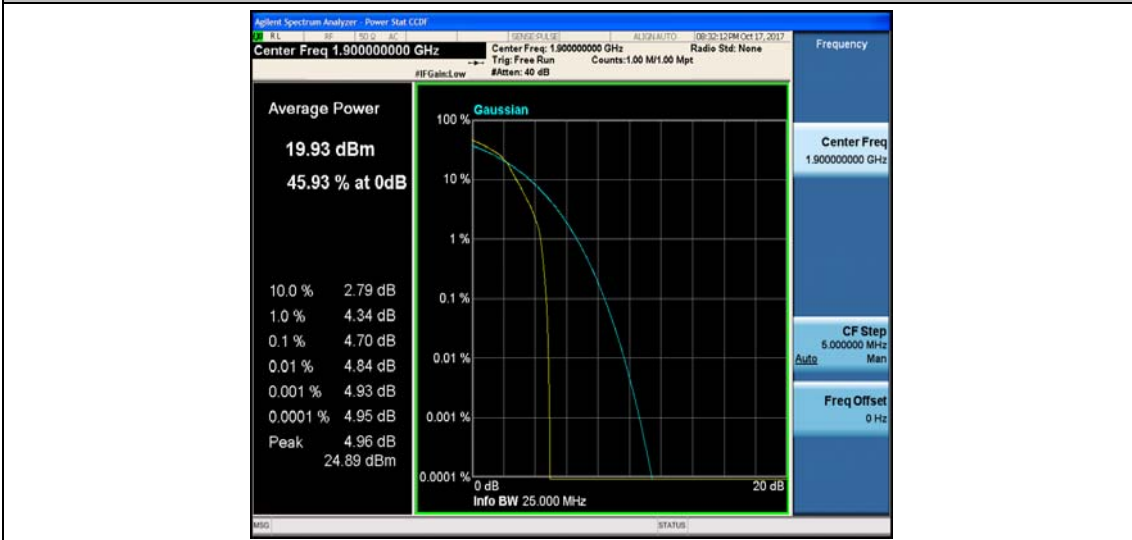 Agilent Spectrum Analyzer - Power Stat CCDF
RL RF 50 Ω AC SENSE:PULSE ALIGNAUTO 08:32:12PM Oct 17, 2017
Center Freq 1.900000000 GHz
Center Freq: 1.900000000 GHz Radio Std: None
Trig: Free Run Counts:1.00 M/1.00 Mpt
#IFGain:Low #Atten: 40 dB
Frequency
Average Power
19.93 dBm
45.93 % at 0dB
10.0 % 2.79 dB
1.0 % 4.34 dB
0.1 % 4.70 dB
0.01 % 4.84 dB
0.001 % 4.93 dB
0.0001 % 4.95 dB
Peak 4.96 dB
24.89 dBm
Gaussian
100 %
10 %
1 %
0.1 %
0.01 %
0.001 %
0.0001 %
0 dB 20 dB
Info BW 25.000 MHz
Center Freq
1.900000000 GHz
CF Step
5.000000 MHz
Auto Man
Freq Offset
0 Hz
MSG STATUS